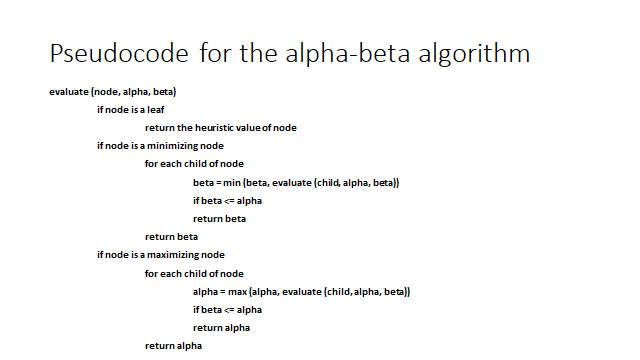 Pseudocode for the alpha-beta algorithm
evaluate (node, alpha, beta)
if node is a leaf
return the heuristic value of node
if node is a minimizing node
for each child of node
beta = min (beta, evaluate (child, alpha, beta))
if beta <= alpha
return beta
return beta
if node is a maximizing node
for each child of node
alpha = max (alpha, evaluate (child, alpha, beta))
if beta <= alpha
return alpha
return alpha